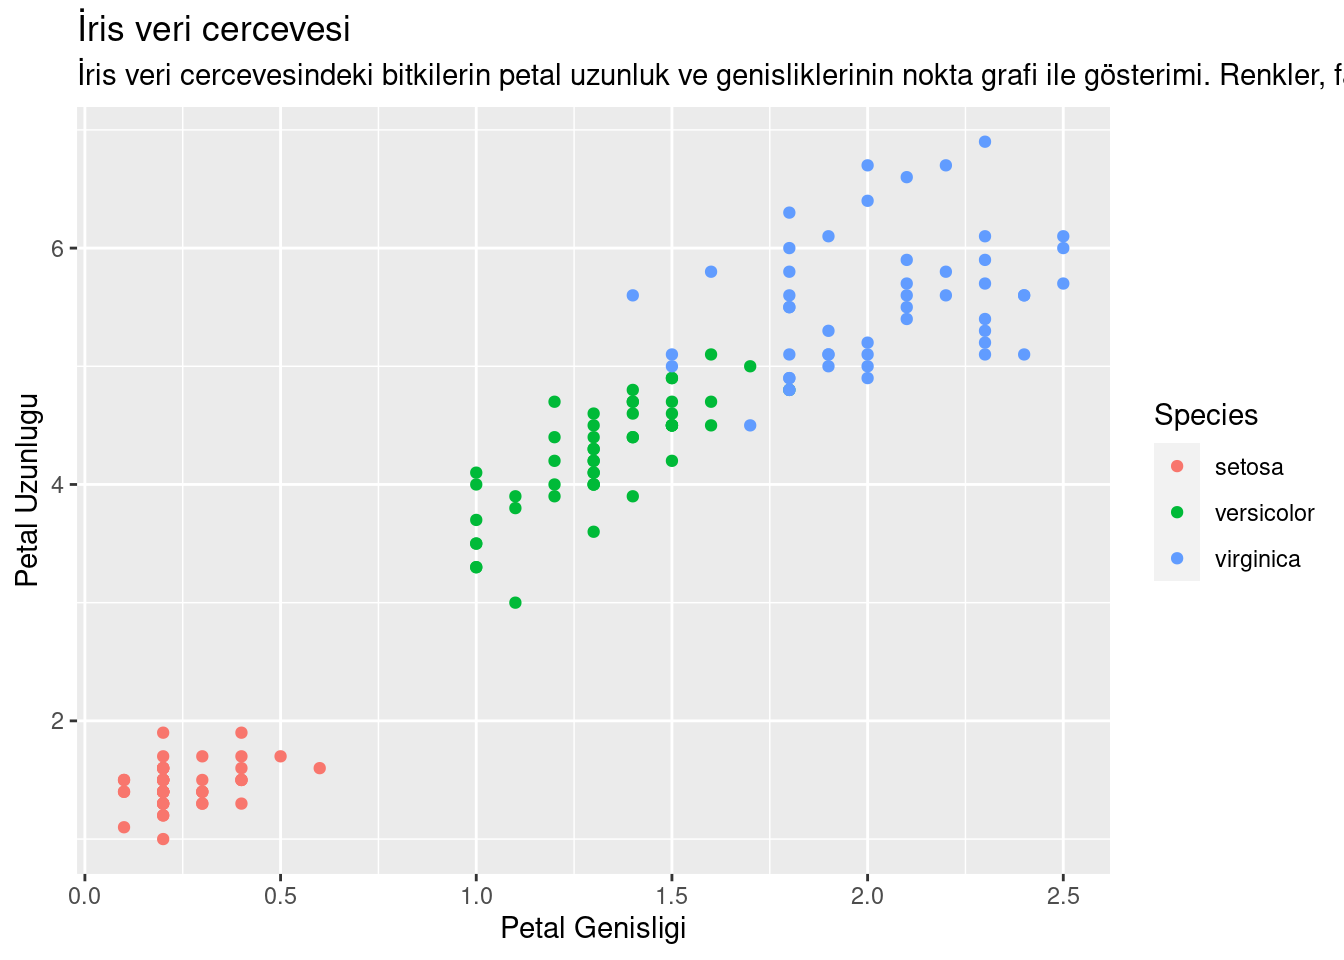 İris veri cercevesi
İris veri cercevesindeki bitkilerin petal uzunluk ve genisliklerinin nokta grafi ile gösterimi. Renkler,
Petal Uzunlugu
6
4
2
0.0 0.5 1.0 1.5 2.0 2.5
Petal Genisligi
Species
setosa
versicolor
virginica